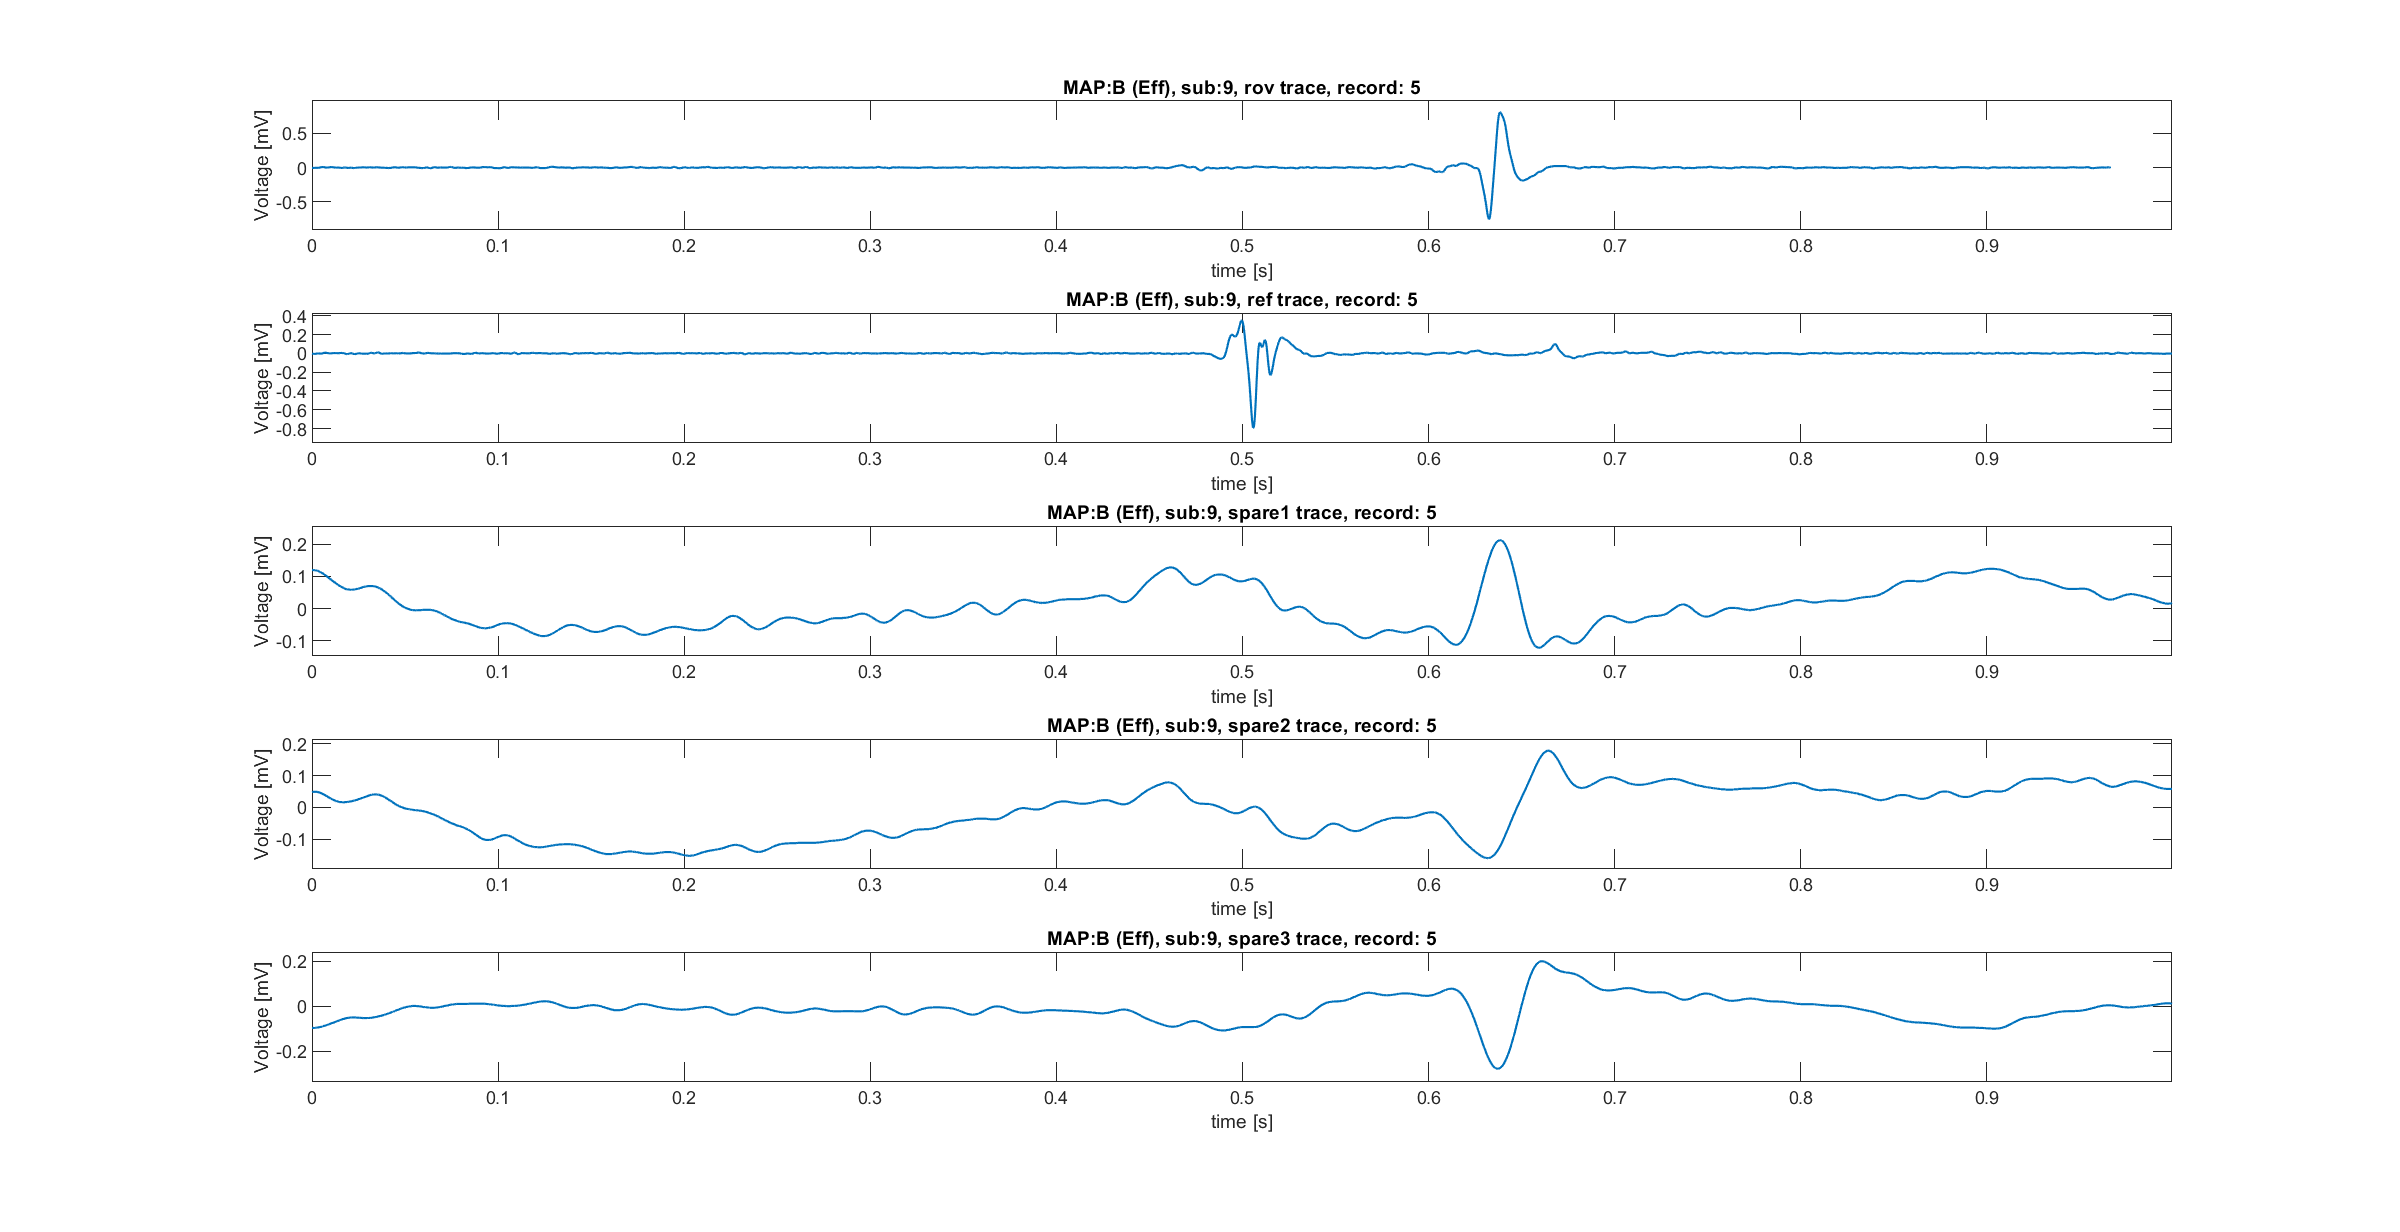 MAP:B (Eff), sub:9, rov trace, record: 5
Voltage [mV]
0.5
0
-0.5
0 0.1 0.2 0.3 0.4 0.5 0.6 0.7 0.8 0.9
time [s]
MAP:B (Eff), sub:9, ref trace, record: 5
Voltage [mV]
0.4
0.2
0
-0.2
-0.4
-0.6
-0.8
0 0.1 0.2 0.3 0.4 0.5 0.6 0.7 0.8 0.9
time [s]
MAP:B (Eff), sub:9, spare1 trace, record: 5
Voltage [mV]
0.2
0.1
0
-0.1
0 0.1 0.2 0.3 0.4 0.5 0.6 0.7 0.8 0.9
time [s]
MAP:B (Eff), sub:9, spare2 trace, record: 5
Voltage [mV]
0.2
0.1
0
-0.1
0 0.1 0.2 0.3 0.4 0.5 0.6 0.7 0.8 0.9
time [s]
MAP:B (Eff), sub:9, spare3 trace, record: 5
Voltage [mV]
0.2
0
-0.2
0 0.1 0.2 0.3 0.4 0.5 0.6 0.7 0.8 0.9
time [s]